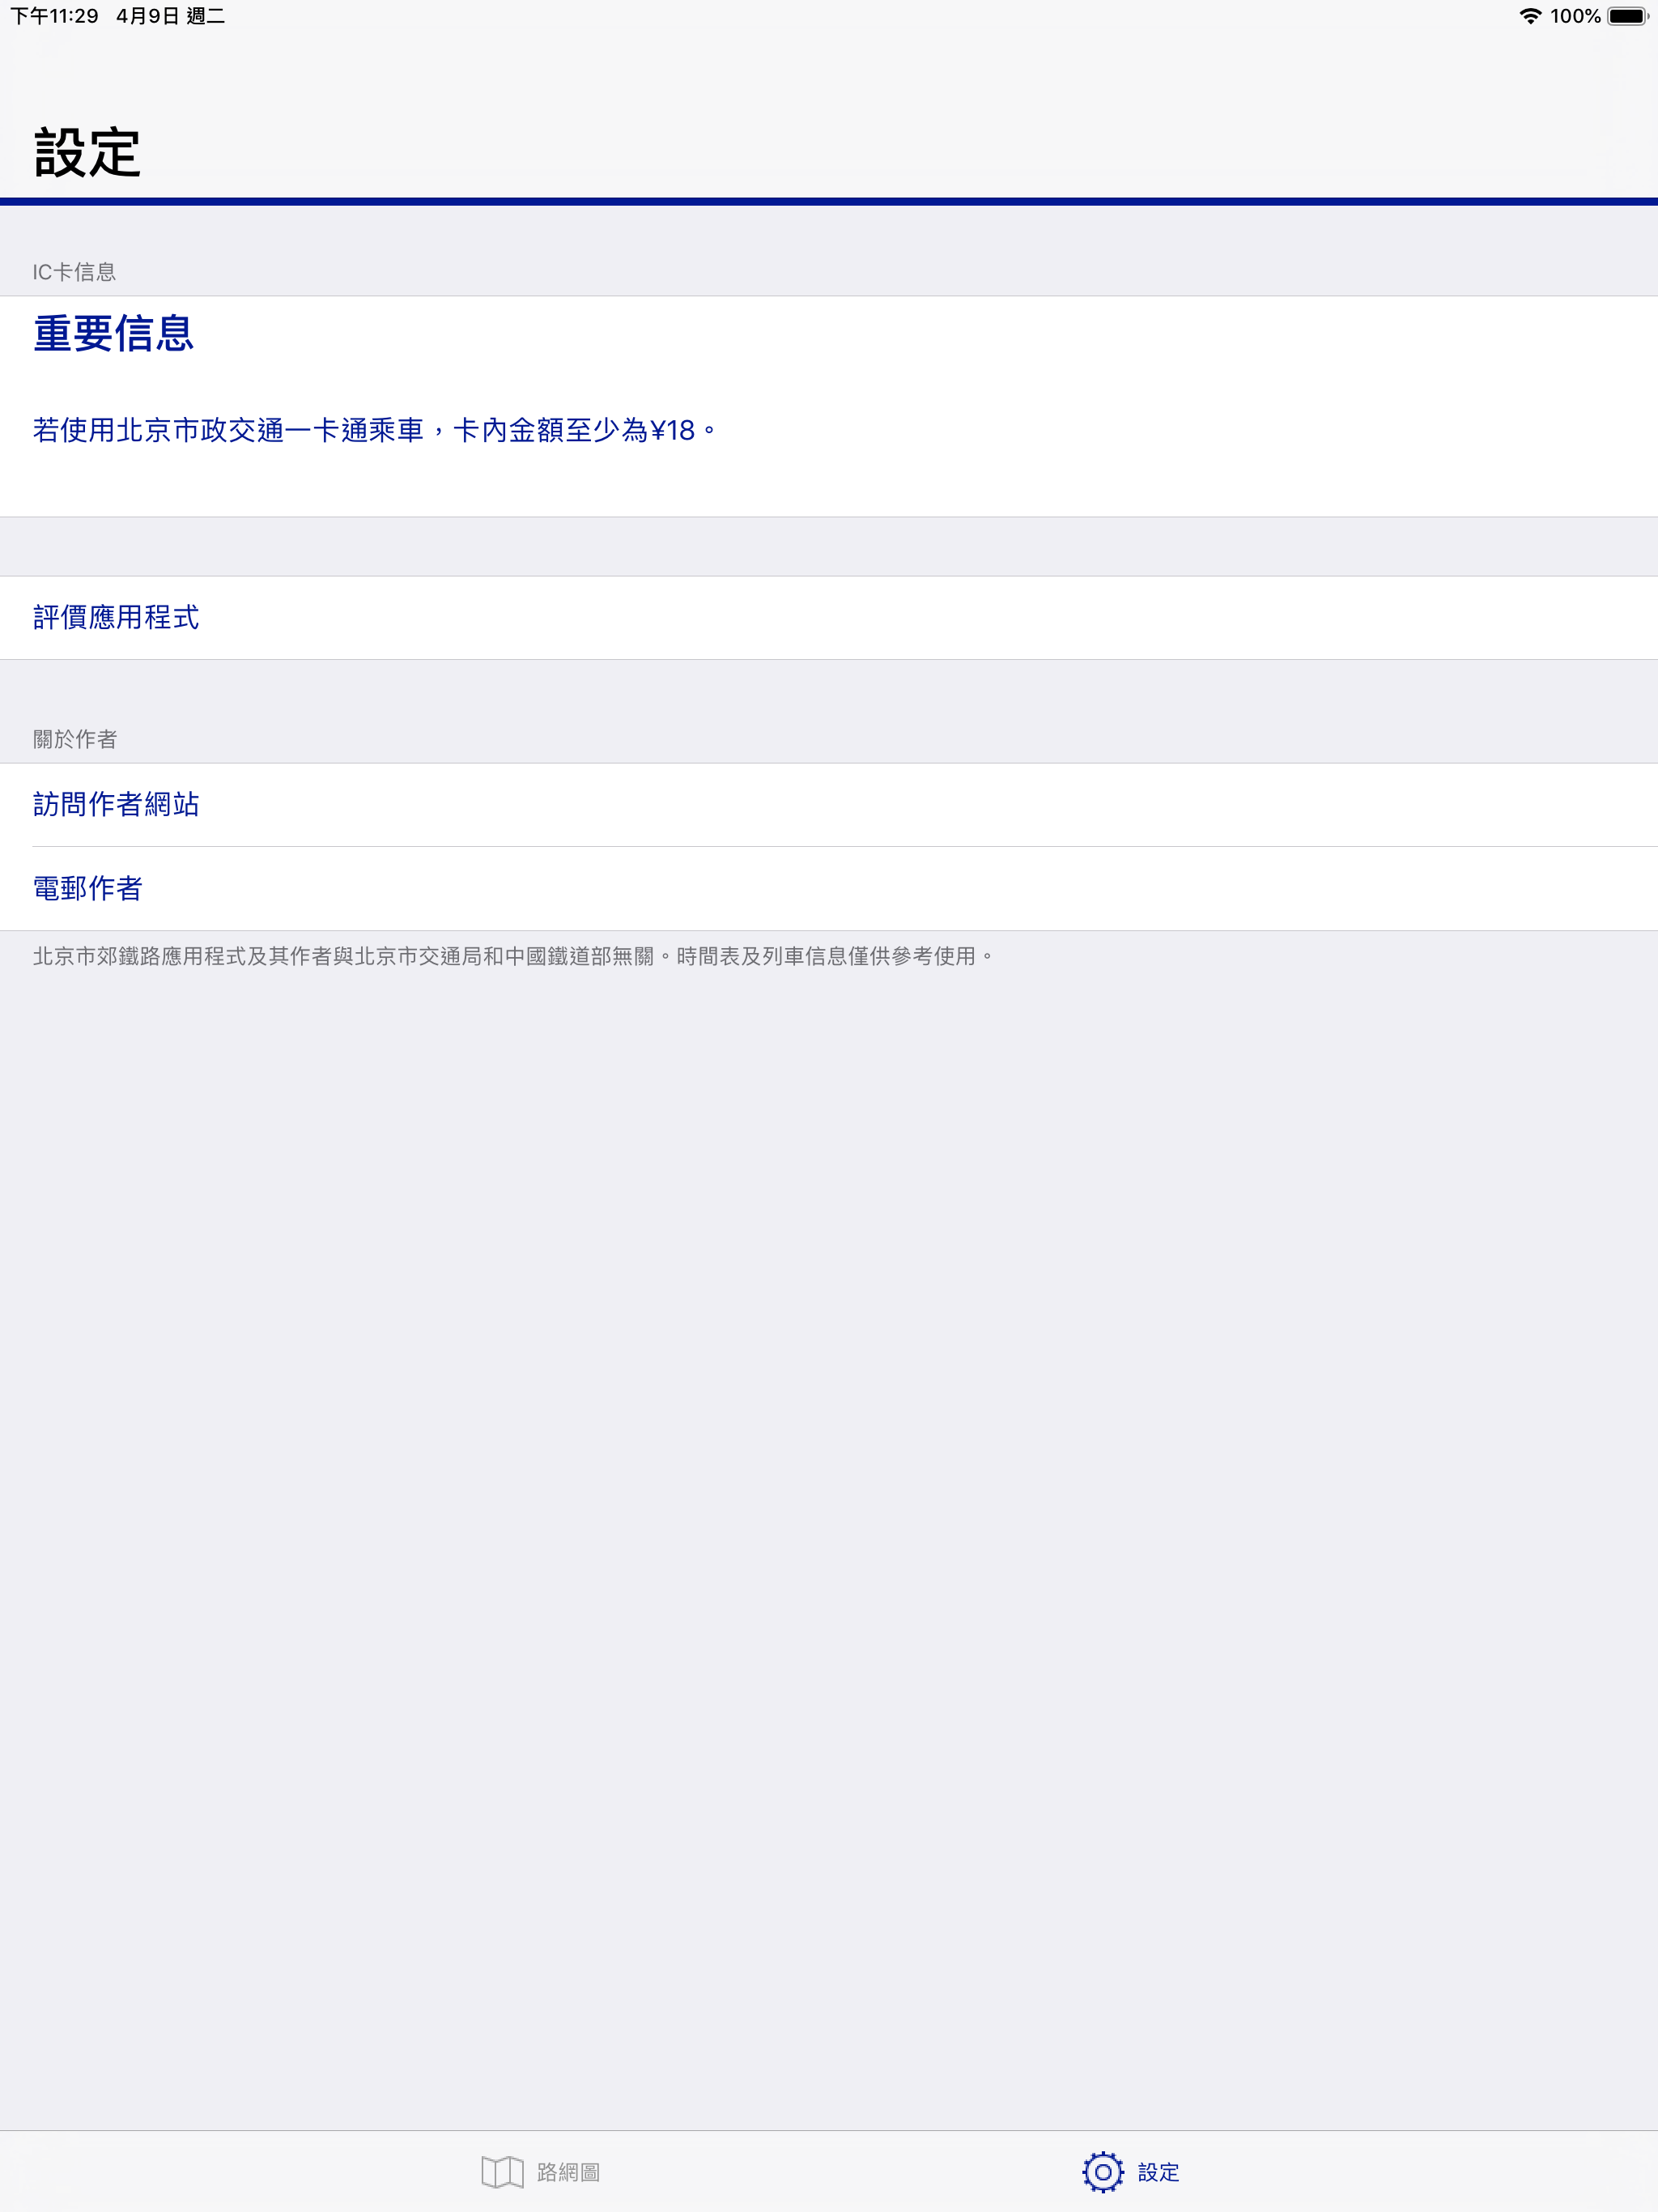 下午11:29 4月9日 週二
100%
設定
IC卡信息
重要信息
若使用北京市政交通一卡通乘車，卡內金額至少為¥18。
評價應用程式
關於作者
訪問作者網站
電郵作者
北京市郊鐵路應用程式及其作者與北京市交通局和中國鐵道部無關。時間表及列車信息僅供參考使用。
路網圖
設定